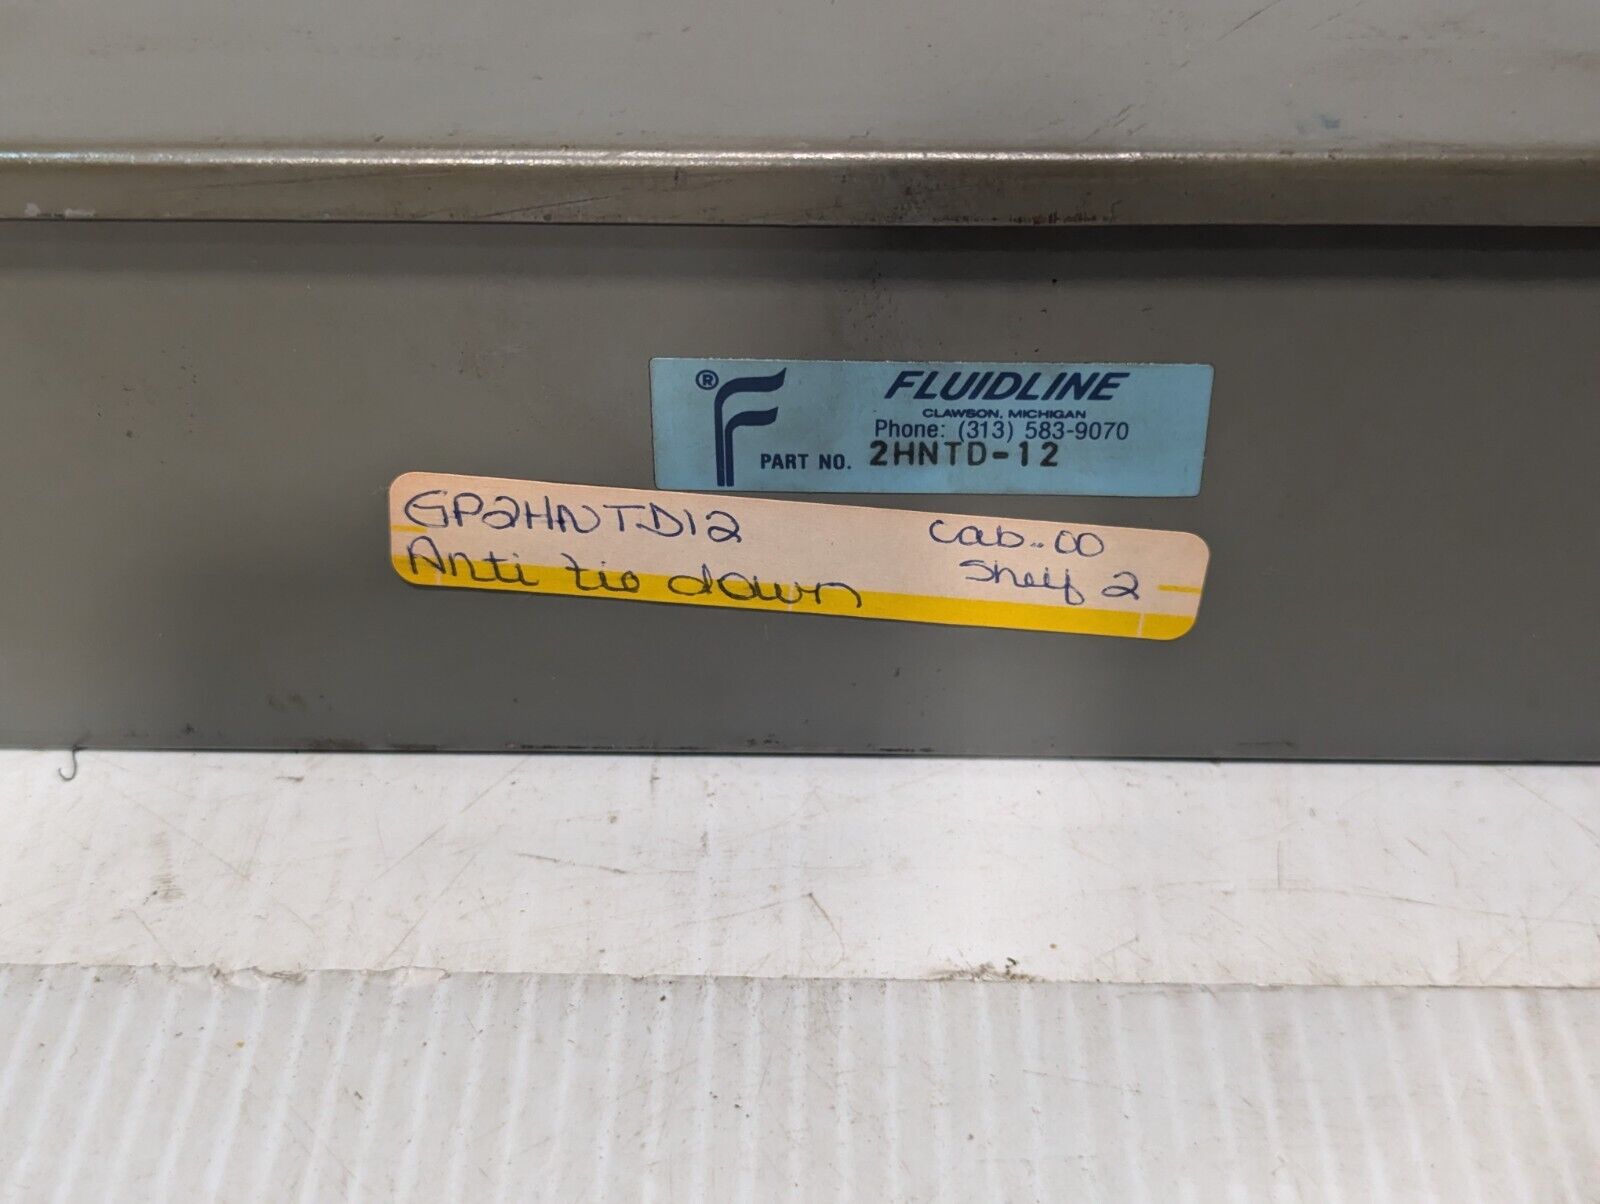 ® FLUIDLINE
CLAWSON, MICHIGAN
Phone: (313) 583-9070
PART NO. 2HNTD-12
GP2HNTD12 Cab..00
Anti tie down Shelf 2